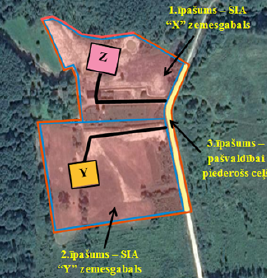 1.īpašums – SIA
“X” zemesgabals
Z
3.īpašums –
pašvaldībai
piederošs ceļš
Y
2.īpašums – SIA
“Y” zemesgabals